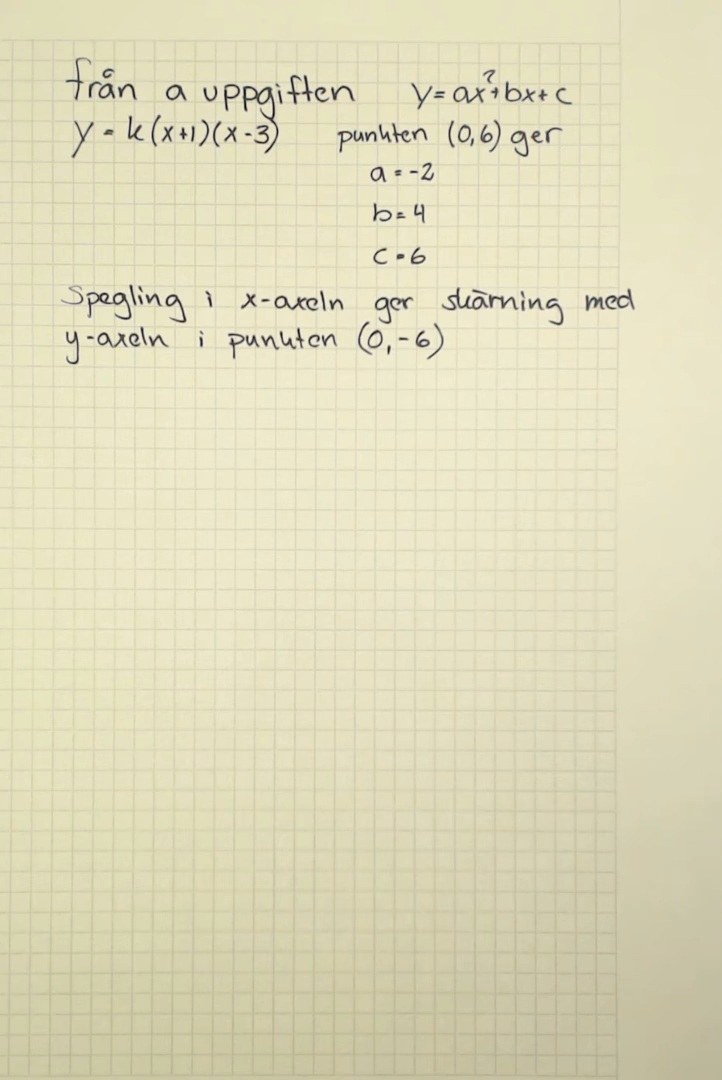 från a uppgiften y=ax²+bx+c
y=k(x+1)(x-3) punkten (0,6) ger
a=-2
b=4
c=6
Spegling i x-axeln ger skärning med
y-axeln i punkten (0,-6)